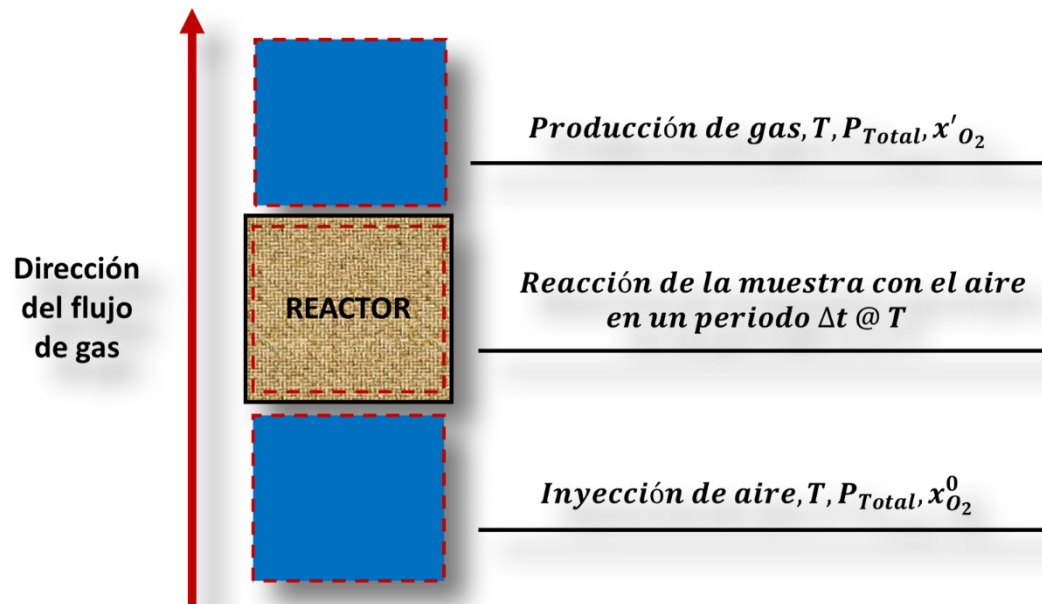 Producción de gas, T, P_Total, x'_O₂
Dirección
del flujo
de gas
REACTOR
Reacción de la muestra con el aire
en un periodo Δt @ T
Inyección de aire, T, P_Total, x⁰_O₂